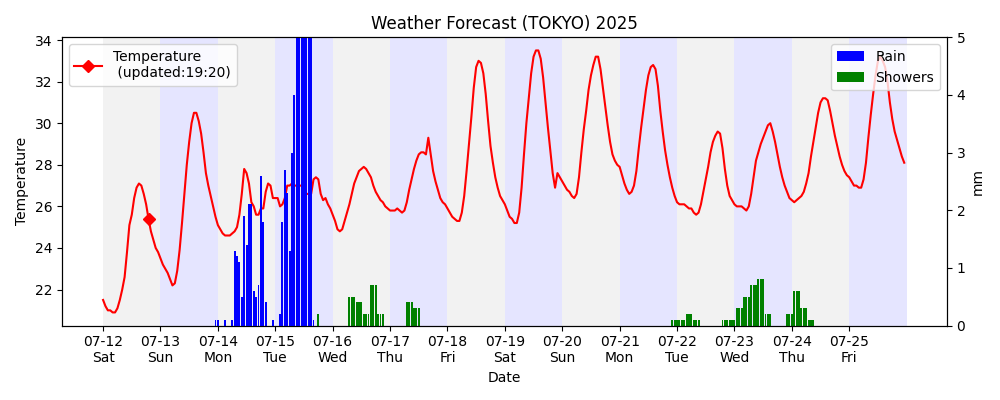 Weather Forecast (TOKYO) 2025
Temperature
(updated:19:20)
Rain
Showers
34
32
30
28
26
24
22
Temperature
5
4
3
2
1
0
mm
07-12 07-13 07-14 07-15 07-16 07-17 07-18 07-19 07-20 07-21 07-22 07-23 07-24 07-25
Sat Sun Mon Tue Wed Thu Fri Sat Sun Mon Tue Wed Thu Fri
Date